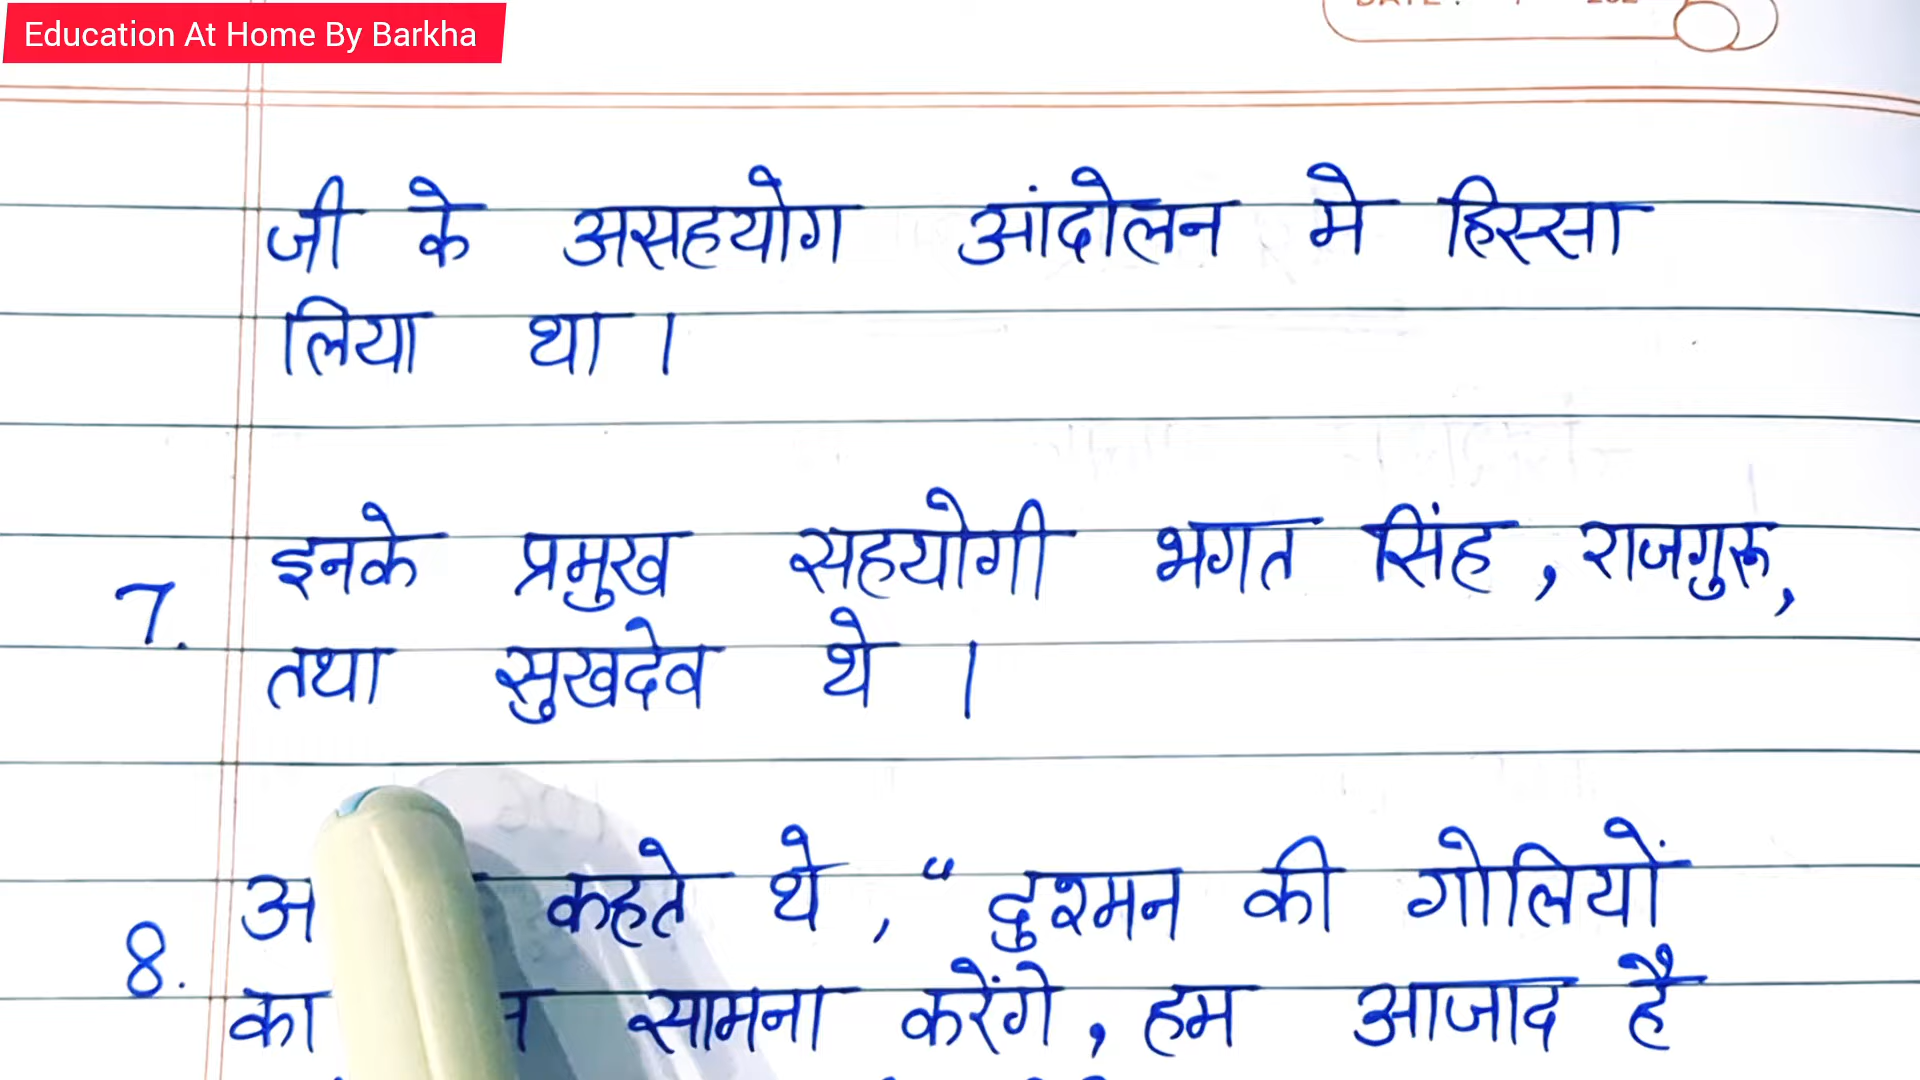 Education At Home By Barkha
जी के असहयोग आंदोलन मे हिस्सा
लिया था।
7. इनके प्रमुख सहयोगी भगत सिंह, राजगुरू,
तथा सुखदेव थे।
8. कहते थे, “दुश्मन की गोलियों
का सामना करेंगे, हम आजाद है